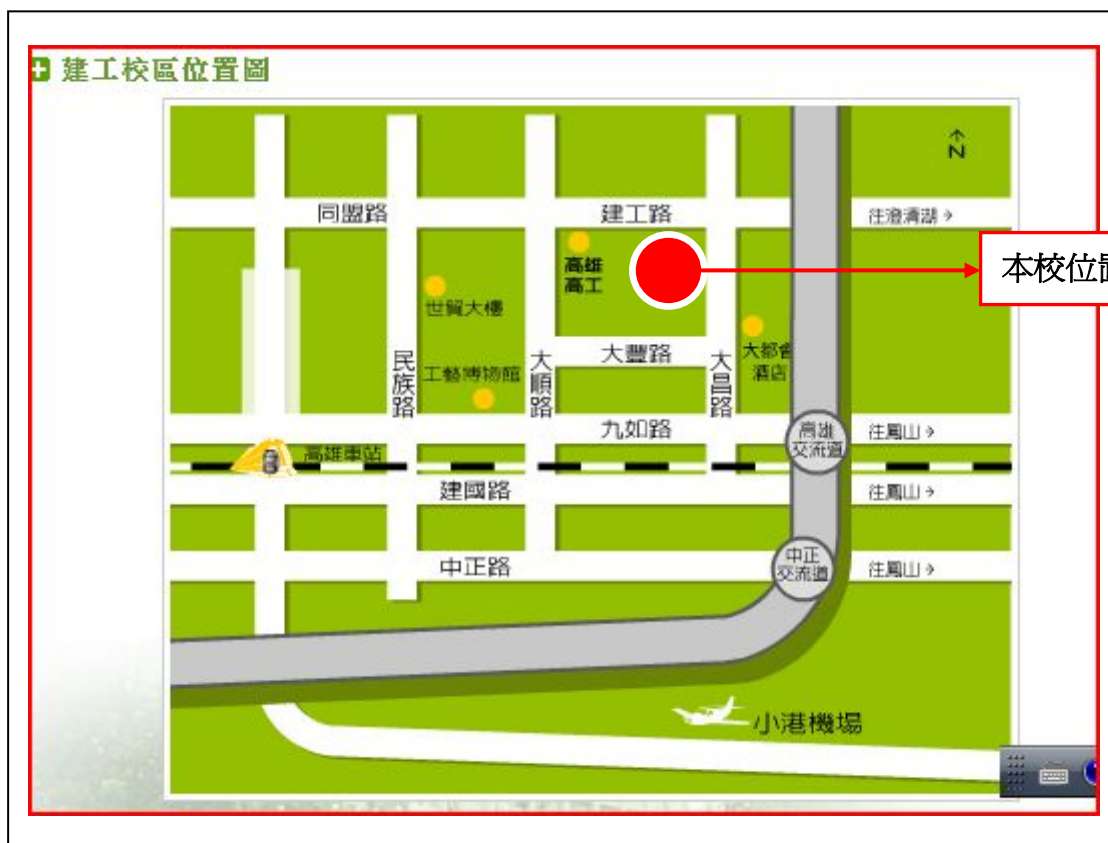 建工校區位置圖
N
同盟路
建工路
往澄清湖
高雄
高工
本校位置
世貿大樓
民族路
工藝博物館
大順路
大豐路
大昌路
大都會
酒店
九如路
高雄
交流道
往鳳山
高雄車站
建國路
往鳳山
中正路
中正
交流道
往鳳山
小港機場